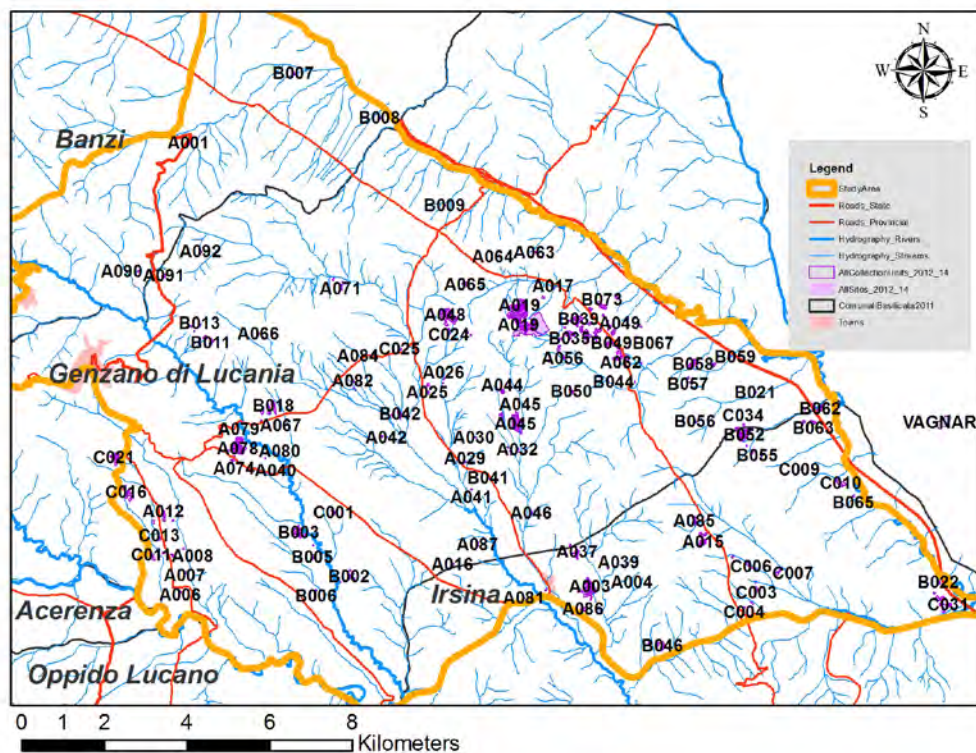 N
W
E
S
B007
B008
Banzi
A001
Legend
StudyArea
Roads_State
Roads_Provincial
Hydrography_Rivers
Hydrography_Streams
AllCollectionUnits_2012_14
AllSites_2012_14
ComunaliBasilicata2011
Towns
B009
A092
A064
A063
A090
A091
A071
A065
A017
A019
B073
B013
A048
A019
B039
A049
B011
A066
C024
B035
B049
B067
C025
A056
A062
B059
A084
B058
Genzano di Lucania
A026
A082
A044
B050
B044
B057
A025
B021
B018
B042
A045
B062
A067
A045
B056
C034
B063
VAGNARI
A079
A042
A030
B052
A078
A080
A032
B055
C021
A074
A040
A029
C009
B041
C010
C016
A041
B065
A012
C001
A046
A085
C013
B003
A015
C011
A008
B005
A087
A037
A039
C006
C007
A007
B002
A016
A003
A004
B022
A006
B006
Irsina
A081
C003
C031
Acerenza
A086
C004
B046
Oppido Lucano
0 1 2 4 6 8
Kilometers